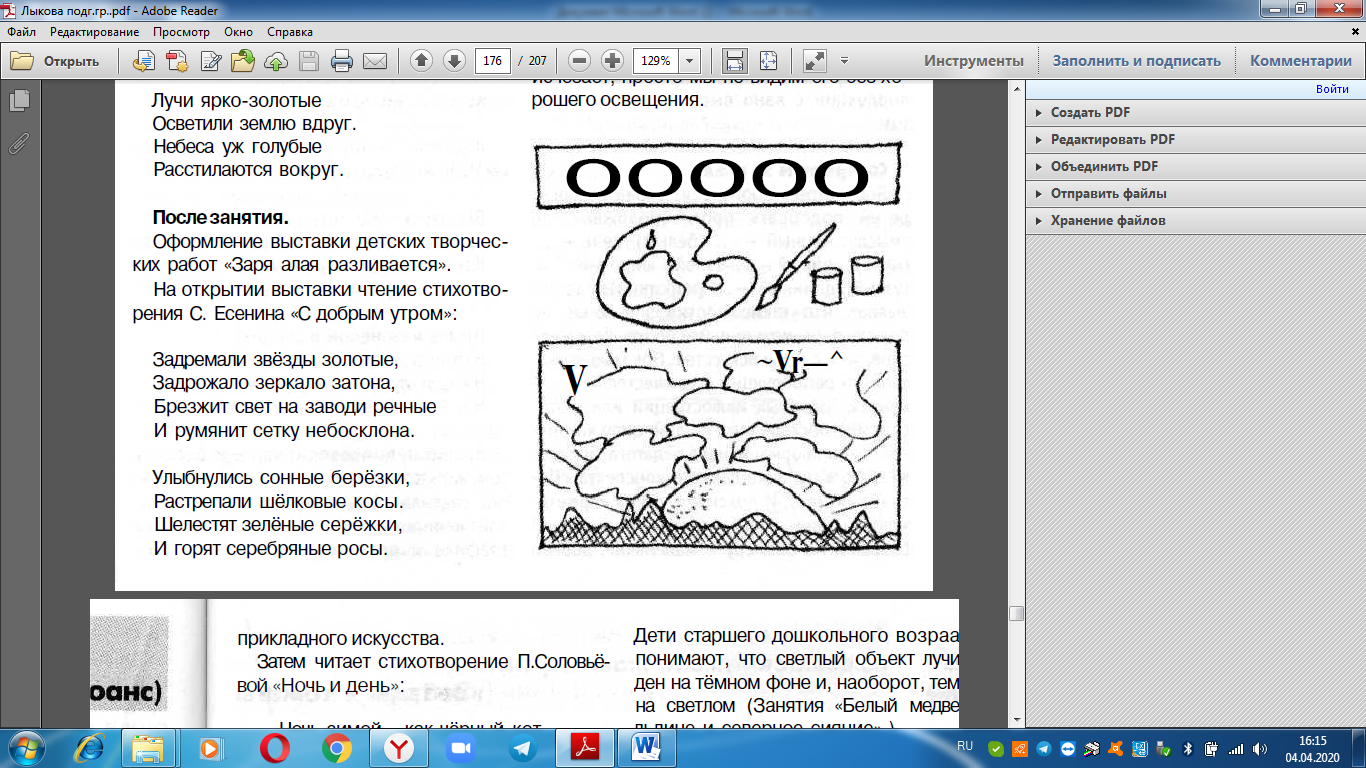 Лыкова подг.гр..pdf - Adobe Reader
Файл Редактирование Просмотр Окно Справка
Открыть
176 / 207
129%
Инструменты
Заполнить и подписать
Комментарии
Войти
Создать PDF
Редактировать PDF
Объединить PDF
Отправить файлы
Хранение файлов
Лучи ярко-золотые
Осветили землю вдруг.
Небеса уж голубые
Расстилаются вокруг.
После занятия.
Оформление выставки детских творчес-
ких работ «Заря алая разливается».
На открытии выставки чтение стихотво-
рения С. Есенина «С добрым утром»:
Задремали звёзды золотые,
Задрожало зеркало затона,
Брезжит свет на заводи речные
И румянит сетку небосклона.
Улыбнулись сонные берёзки,
Растрепали шёлковые косы.
Шелестят зелёные серёжки,
И горят серебряные росы.
рошего освещения.
ООООО
V
~Vr—^
оанс)
прикладного искусства.
Затем читает стихотворение П.Соловьё-
вой «Ночь и день»:
Дети старшего дошкольного возраа
понимают, что светлый объект лучи
ден на тёмном фоне и, наоборот, тем
на светлом (Занятия «Белый медве
RU
16:15
04.04.2020